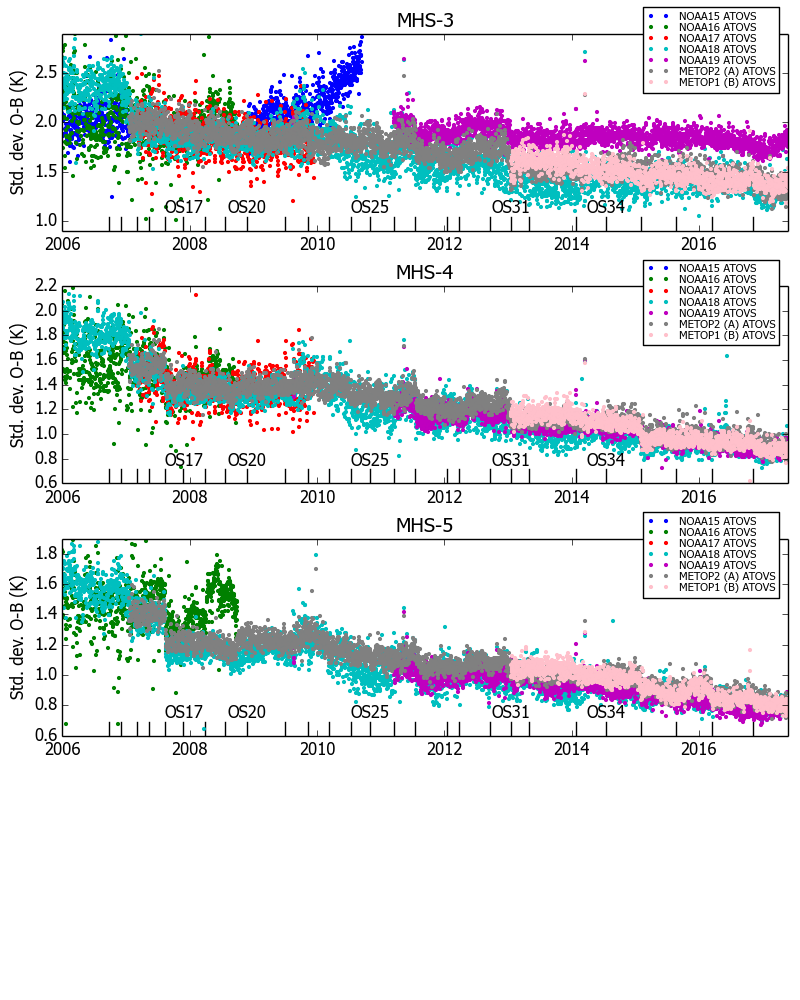 MHS-3
NOAA15 ATOVS
NOAA16 ATOVS
NOAA17 ATOVS
NOAA18 ATOVS
NOAA19 ATOVS
METOP2 (A) ATOVS
METOP1 (B) ATOVS
Std. dev. O-B (K)
2.5
2.0
1.5
1.0
OS17 OS20 OS25 OS31 OS34
2006 2008 2010 2012 2014 2016
MHS-4
NOAA15 ATOVS
NOAA16 ATOVS
NOAA17 ATOVS
NOAA18 ATOVS
NOAA19 ATOVS
METOP2 (A) ATOVS
METOP1 (B) ATOVS
Std. dev. O-B (K)
2.2
2.0
1.8
1.6
1.4
1.2
1.0
0.8
0.6
OS17 OS20 OS25 OS31 OS34
2006 2008 2010 2012 2014 2016
MHS-5
NOAA15 ATOVS
NOAA16 ATOVS
NOAA17 ATOVS
NOAA18 ATOVS
NOAA19 ATOVS
METOP2 (A) ATOVS
METOP1 (B) ATOVS
Std. dev. O-B (K)
1.8
1.6
1.4
1.2
1.0
0.8
0.6
OS17 OS20 OS25 OS31 OS34
2006 2008 2010 2012 2014 2016